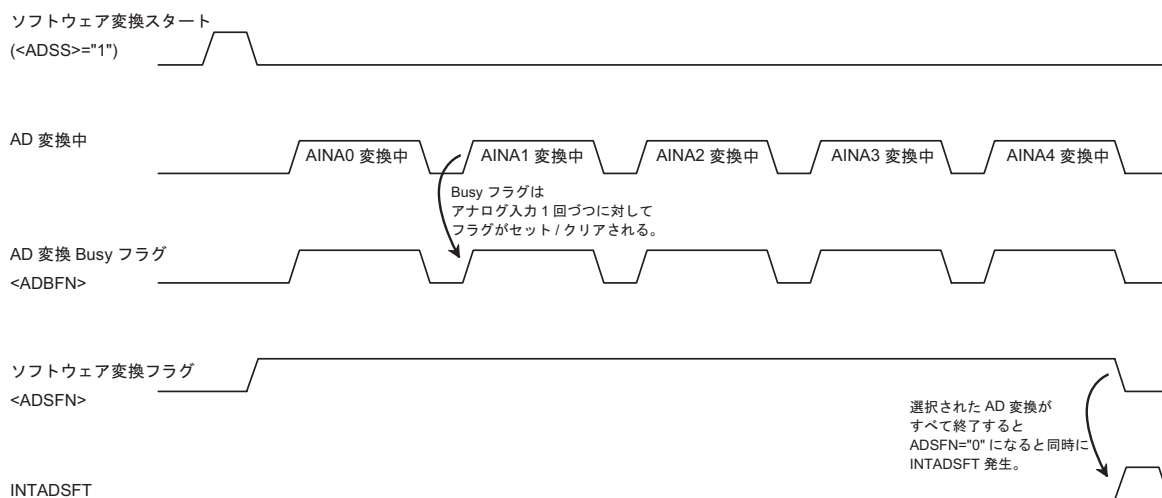 ソフトウェア変換スタート
(<ADSS>="1")
AD 変換中
AINA0 変換中
AINA1 変換中
AINA2 変換中
AINA3 変換中
AINA4 変換中
Busy フラグは
アナログ入力 1 回づつに対して
フラグがセット / クリアされる。
AD 変換 Busy フラグ
<ADBFN>
ソフトウェア変換フラグ
<ADSFN>
選択された AD 変換が
すべて終了すると
ADSFN="0" になると同時に
INTADSFT 発生。
INTADSFT